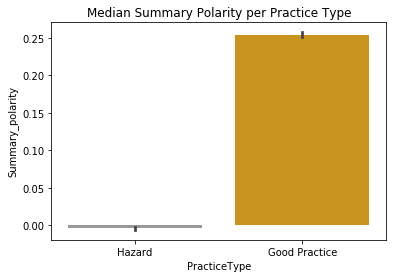 Median Summary Polarity per Practice Type
Summary_polarity
0.25
0.20
0.15
0.10
0.05
0.00
Hazard
Good Practice
PracticeType